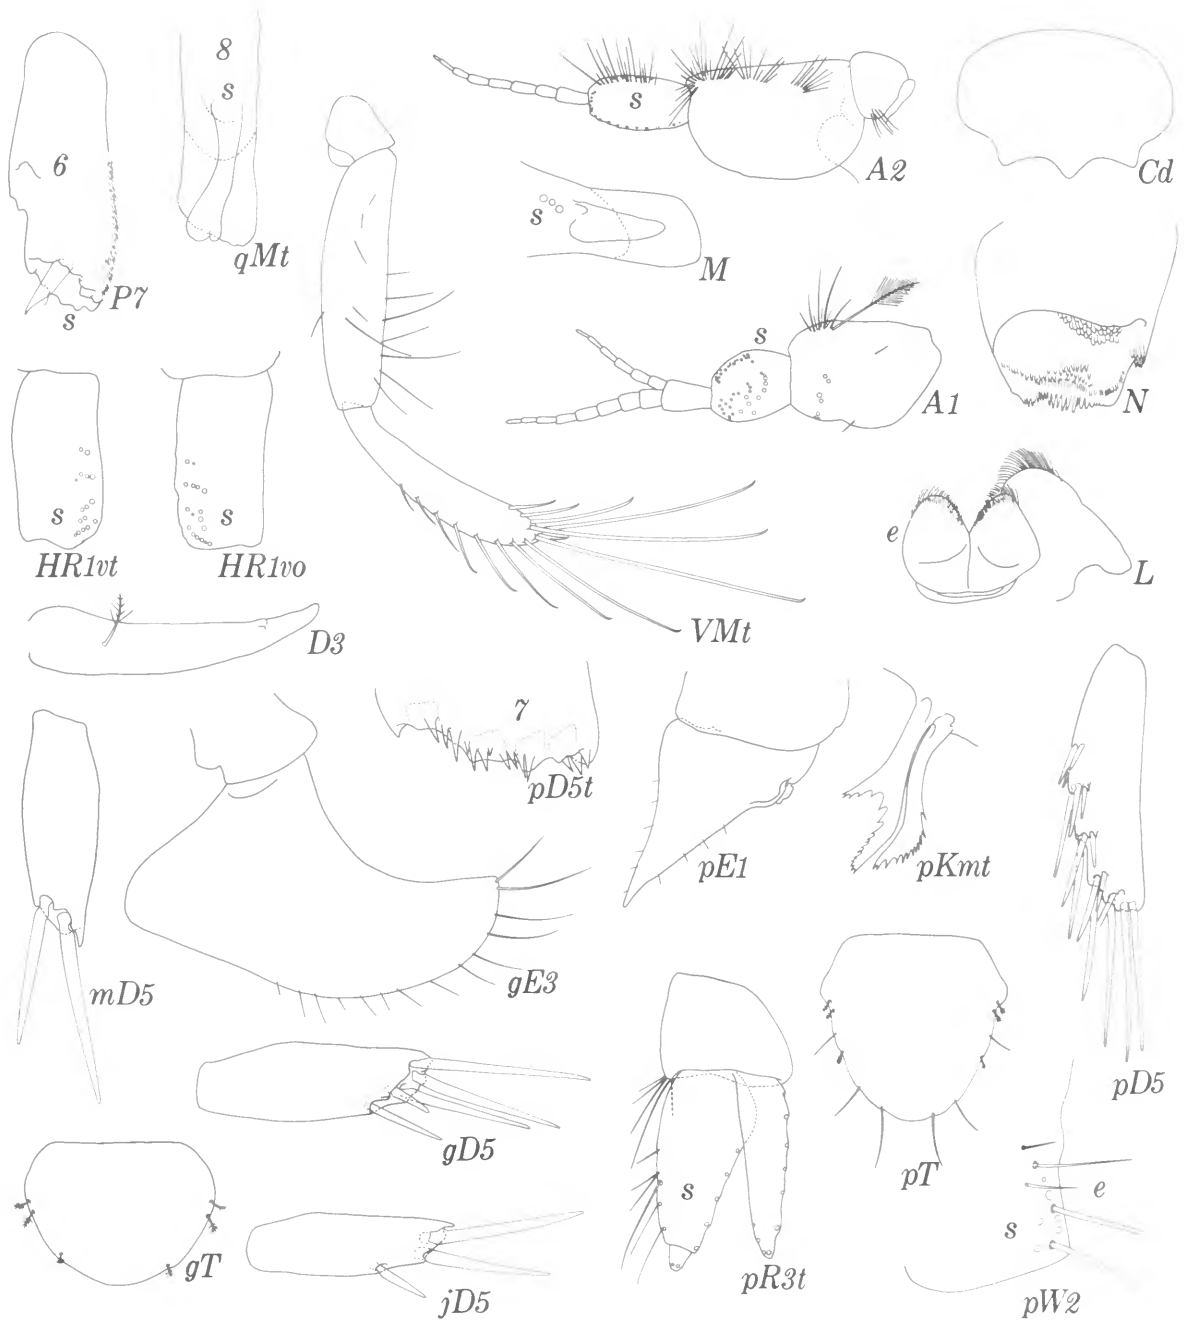 8
s
6
s
A2
Cd
s
qMt
M
P7
s
s
A1
N
s
HR1vt
s
HR1vo
e
L
VMt
D3
7
pD5t
pE1
pKmt
mD5
gE3
pD5
gD5
pT
s
e
s
gT
jD5
pR3t
pW2